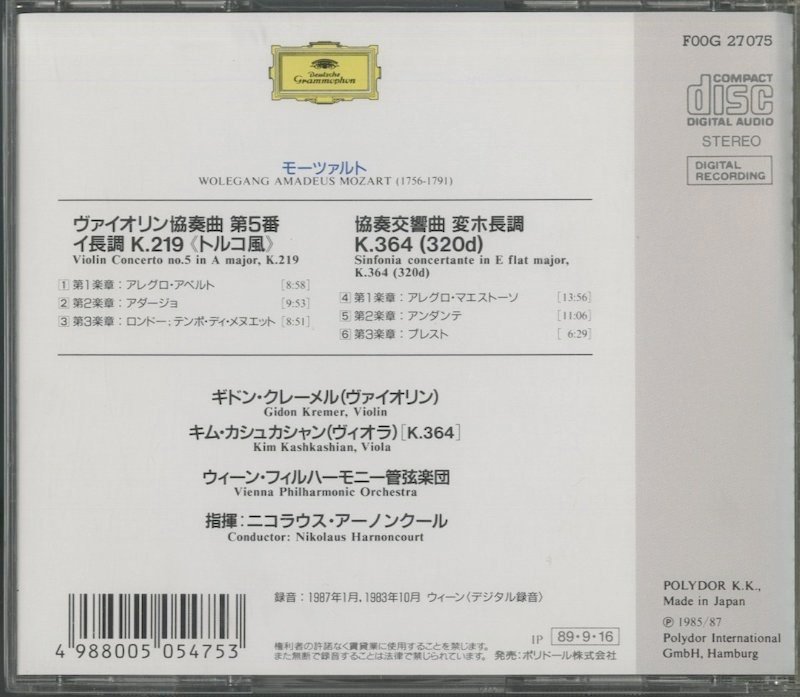 FOOG 27075
Deutsche
Grammophon
COMPACT
disc
DIGITAL AUDIO
STEREO
DIGITAL
RECORDING
モーツァルト
WOLEGANG AMADEUS MOZART (1756-1791)
ヴァイオリン協奏曲 第5番
イ長調 K.219《トルコ風》
Violin Concerto no.5 in A major, K.219
1 第1楽章：アレグロ・アペルト [8:58]
2 第2楽章：アダージョ [9:53]
3 第3楽章：ロンドー；テンポ・ディ・メヌエット [8:51]
協奏交響曲 変ホ長調
K.364 (320d)
Sinfonia concertante in E flat major,
K.364 (320d)
4 第1楽章：アレグロ・マエストーソ [13:56]
5 第2楽章：アンダンテ [11:06]
6 第3楽章：プレスト [ 6:29]
ギドン・クレーメル(ヴァイオリン)
Gidon Kremer, Violin
キム・カシュカシャン(ヴィオラ)[K.364]
Kim Kashkashian, Viola
ウィーン・フィルハーモニー管弦楽団
Vienna Philharmonic Orchestra
指揮：ニコラウス・アーノンクール
Conductor: Nikolaus Harnoncourt
録音：1987年1月, 1983年10月 ウィーン〈デジタル録音〉
4 988005 054753
権利者の許諾なく賃貸業に使用することを禁じます。
また無断で録音することは法律で禁じられています。
IP 89・9・16
発売：ポリドール株式会社
POLYDOR K.K.,
Made in Japan
℗ 1985/87
Polydor International
GmbH, Hamburg